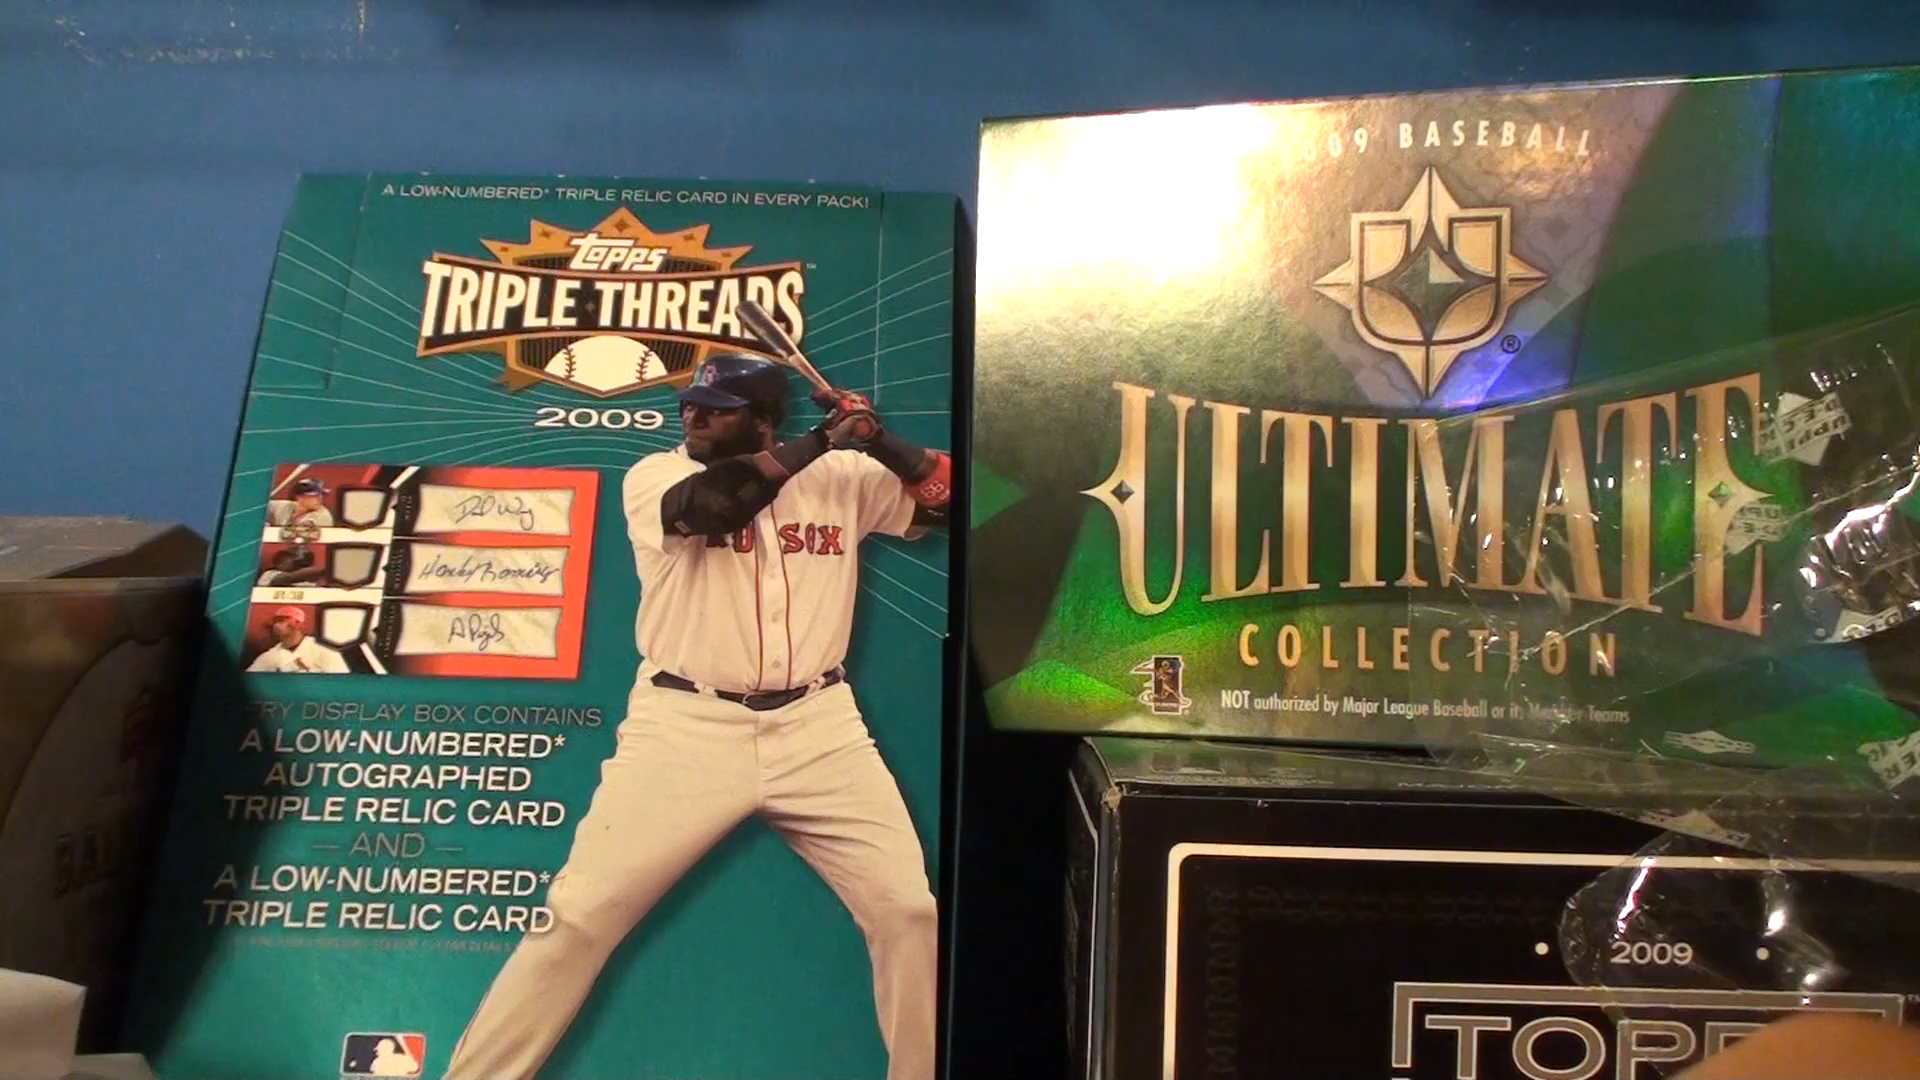 A LOW-NUMBERED* TRIPLE RELIC CARD IN EVERY PACK!
topps
TRIPLE THREADS
2009
RED SOX
DISPLAY BOX CONTAINS
A LOW-NUMBERED*
AUTOGRAPHED
TRIPLE RELIC CARD
— AND —
A LOW-NUMBERED*
TRIPLE RELIC CARD
BASEBALL
ULTIMATE
COLLECTION
NOT authorized by Major League Baseball or its Member Teams
2009
TOPP